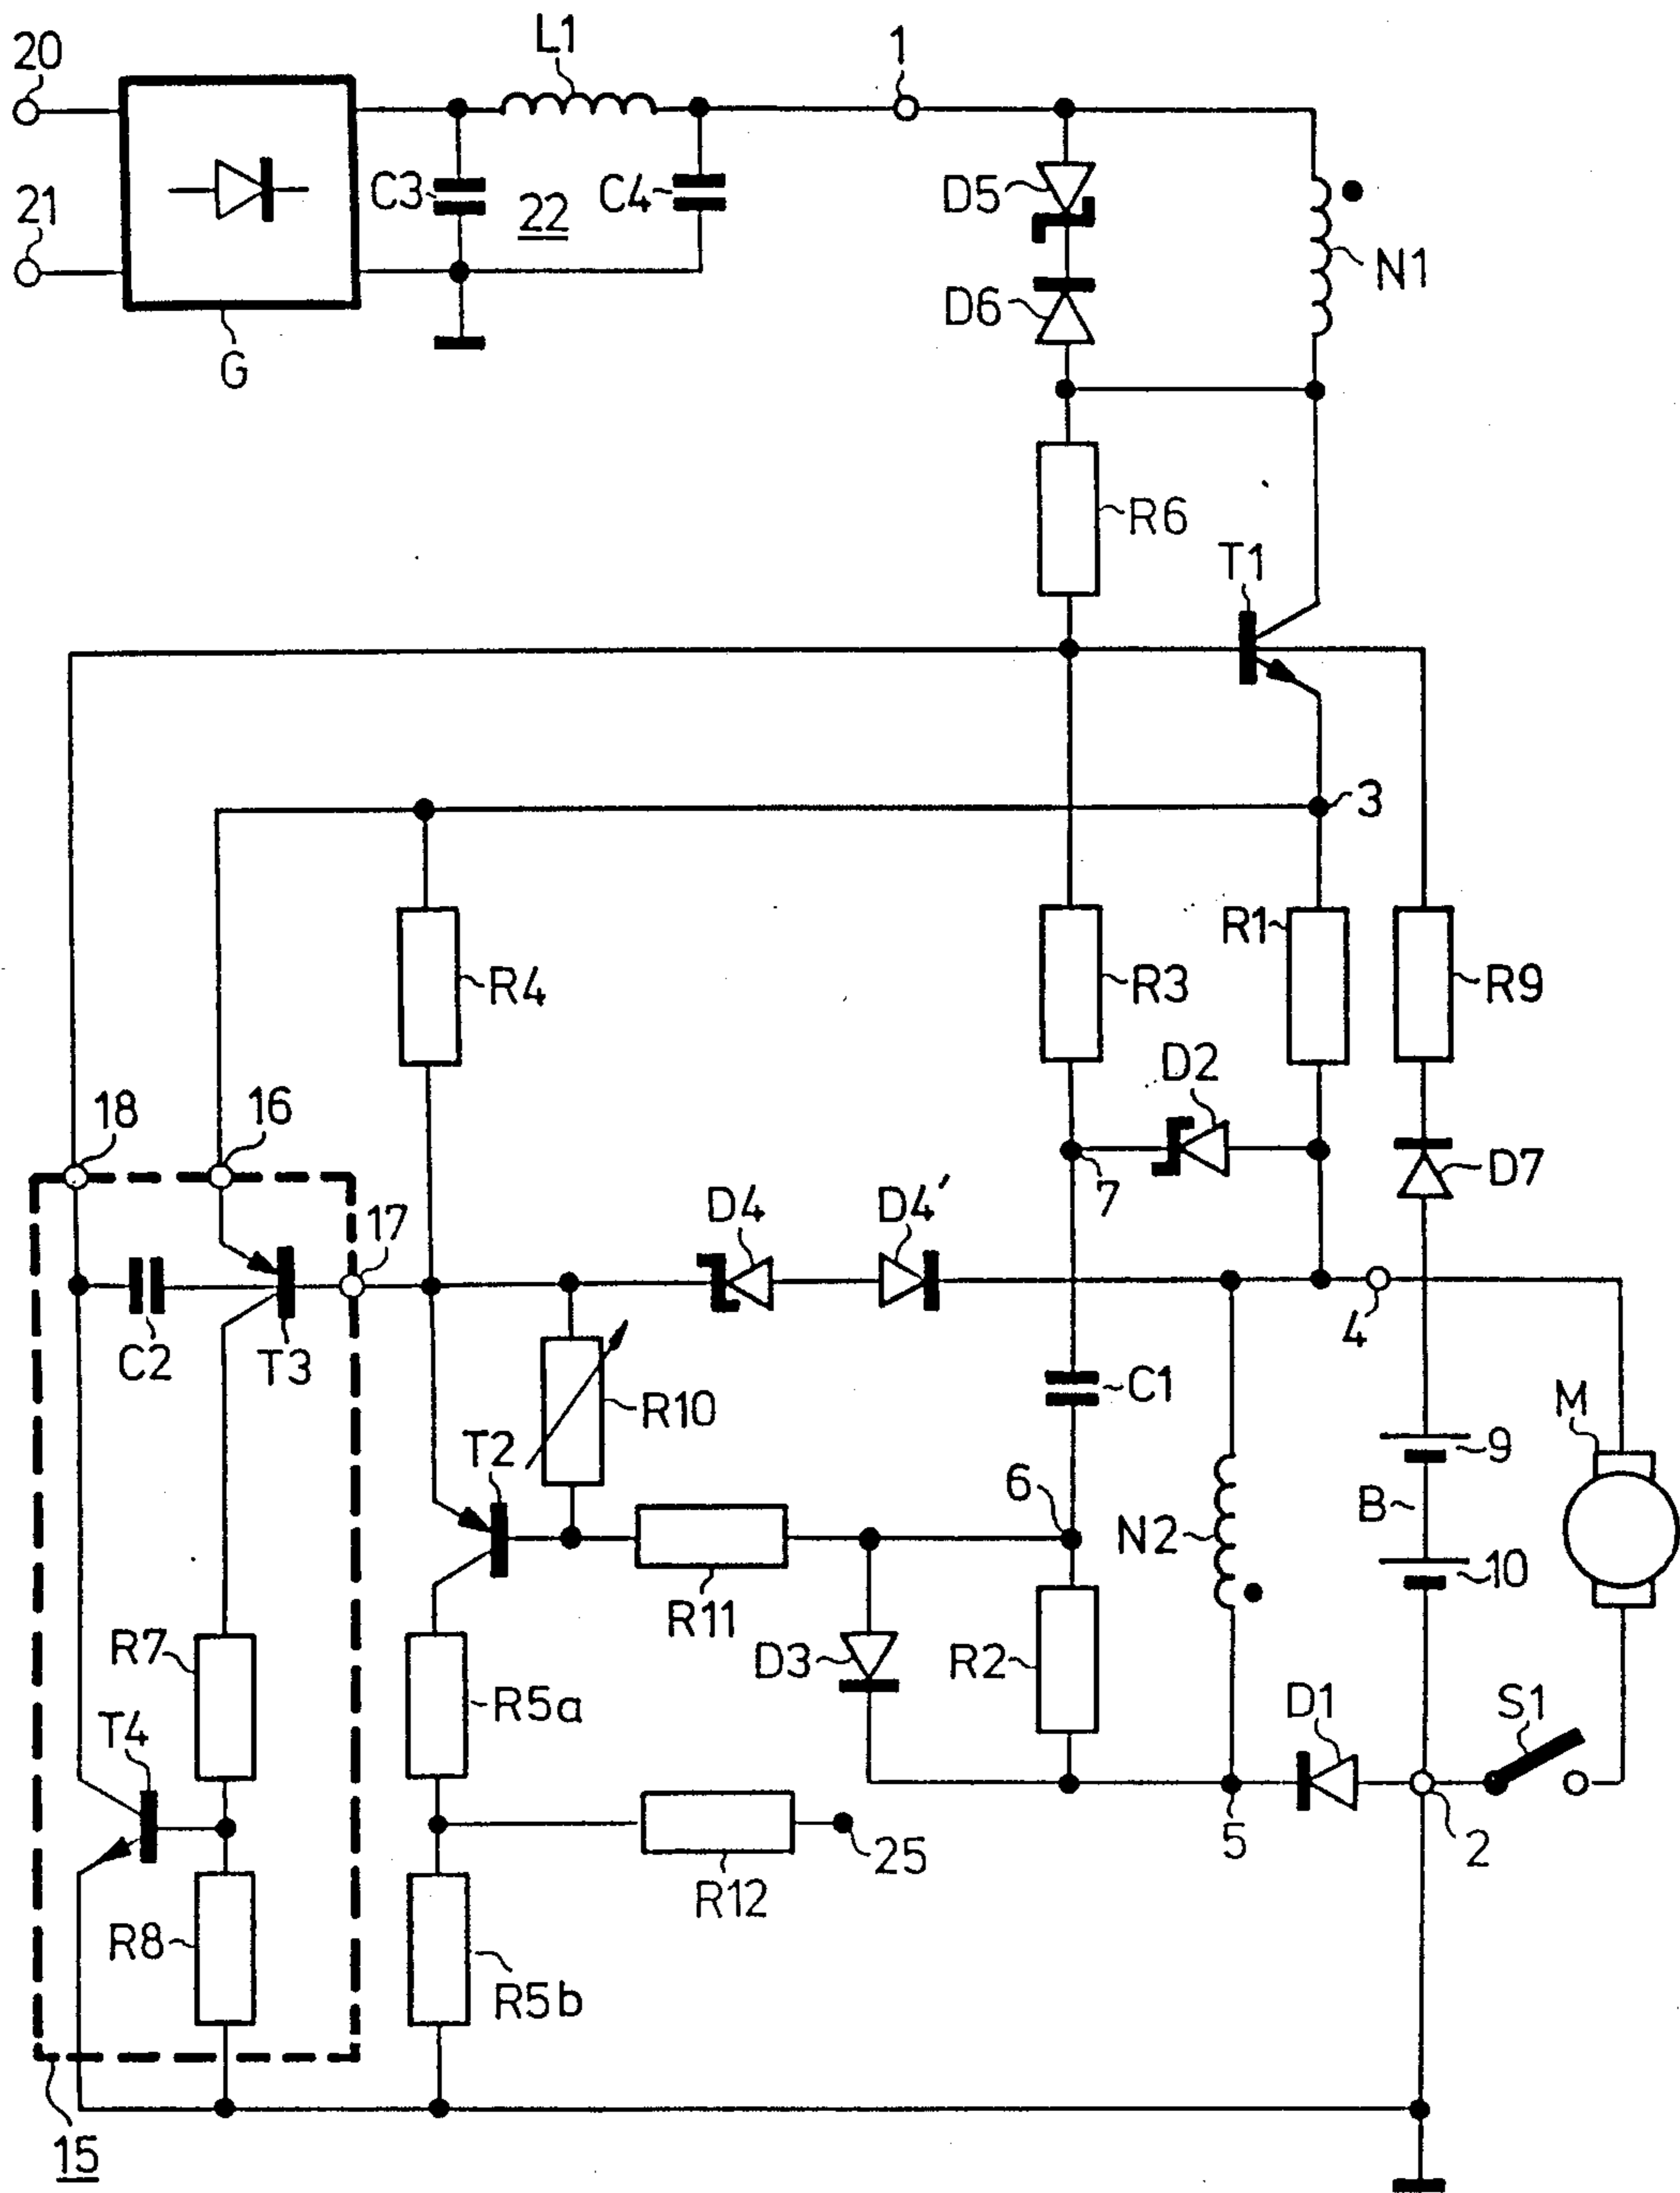 20
L1
1
21
C3
22
C4
D5
N1
D6
G
R6
T1
3
R4
R3
R1
R9
D2
18
16
D7
17
7
D4
D4′
4
C2
T3
R10
C1
M
T2
6
9
N2
B
10
R11
R7
R5a
D3
R2
D1
S1
T4
25
5
2
R12
R8
R5b
15